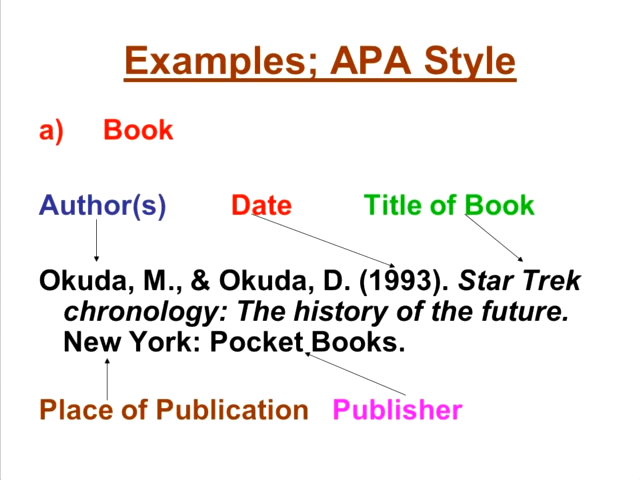 Examples; APA Style
a) Book
Author(s) Date Title of Book
Okuda, M., & Okuda, D. (1993). Star Trek
chronology: The history of the future.
New York: Pocket Books.
Place of Publication Publisher